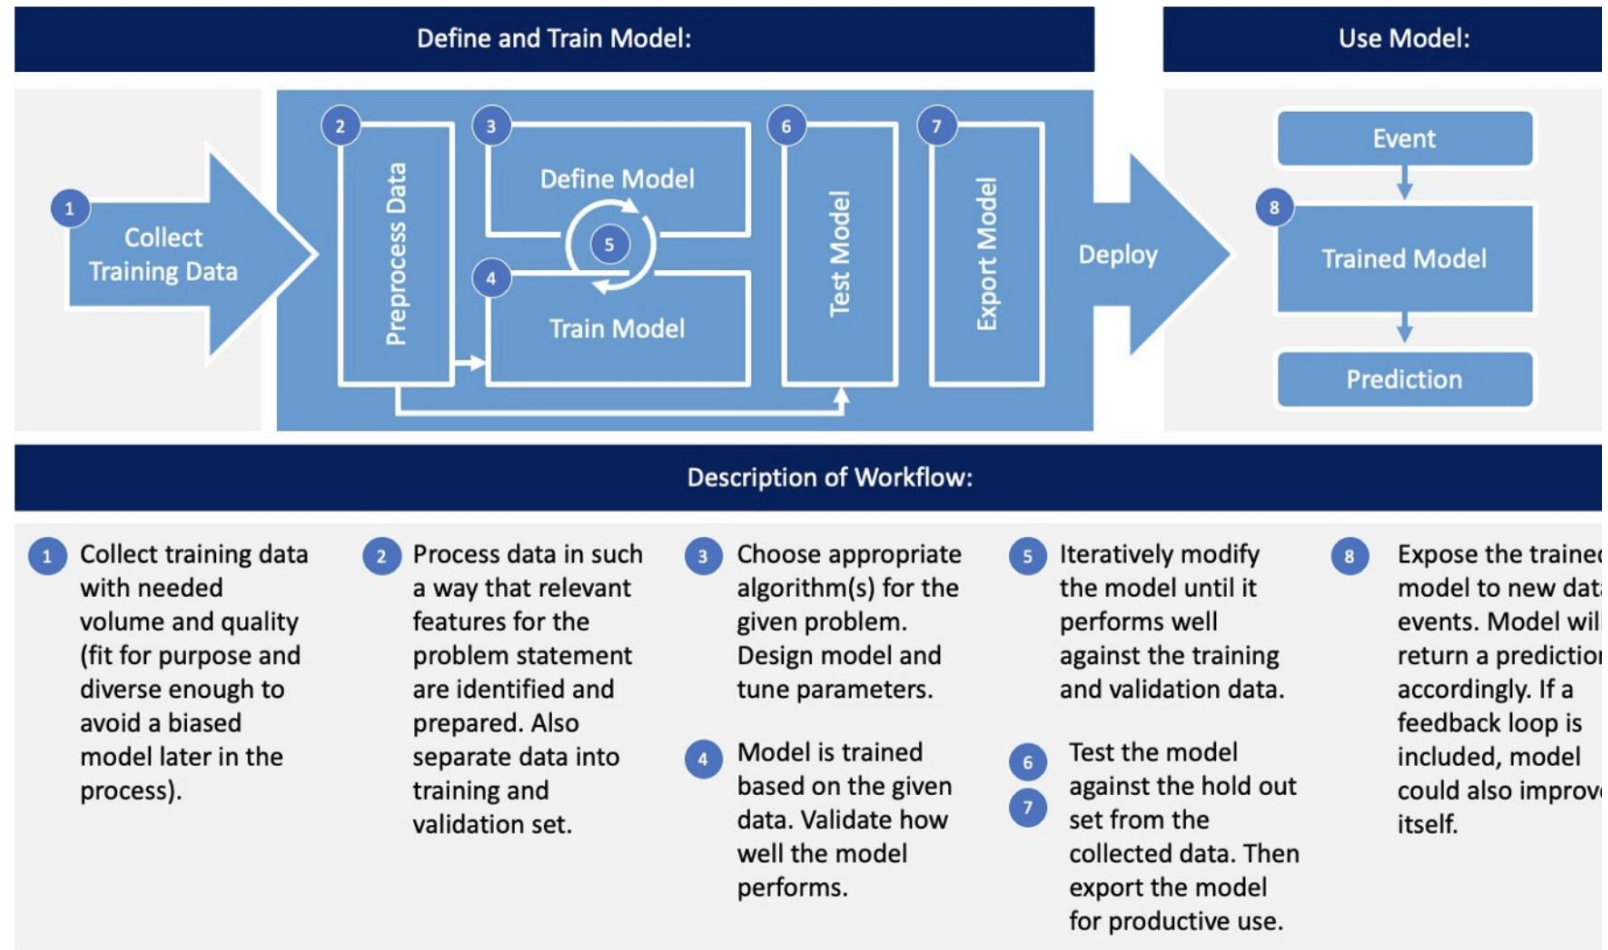 Define and Train Model:
Use Model:
1
Collect
Training Data
2
Preprocess Data
3
Define Model
5
4
Train Model
6
Test Model
7
Export Model
Deploy
Event
8
Trained Model
Prediction
Description of Workflow:
1
Collect training data
with needed
volume and quality
(fit for purpose and
diverse enough to
avoid a biased
model later in the
process).
2
Process data in such
a way that relevant
features for the
problem statement
are identified and
prepared. Also
separate data into
training and
validation set.
3
Choose appropriate
algorithm(s) for the
given problem.
Design model and
tune parameters.
4
Model is trained
based on the given
data. Validate how
well the model
performs.
5
Iteratively modify
the model until it
performs well
against the training
and validation data.
6
7
Test the model
against the hold out
set from the
collected data. Then
export the model
for productive use.
8
Expose the trained
model to new data
events. Model will
return a prediction
accordingly. If a
feedback loop is
included, model
could also improve
itself.